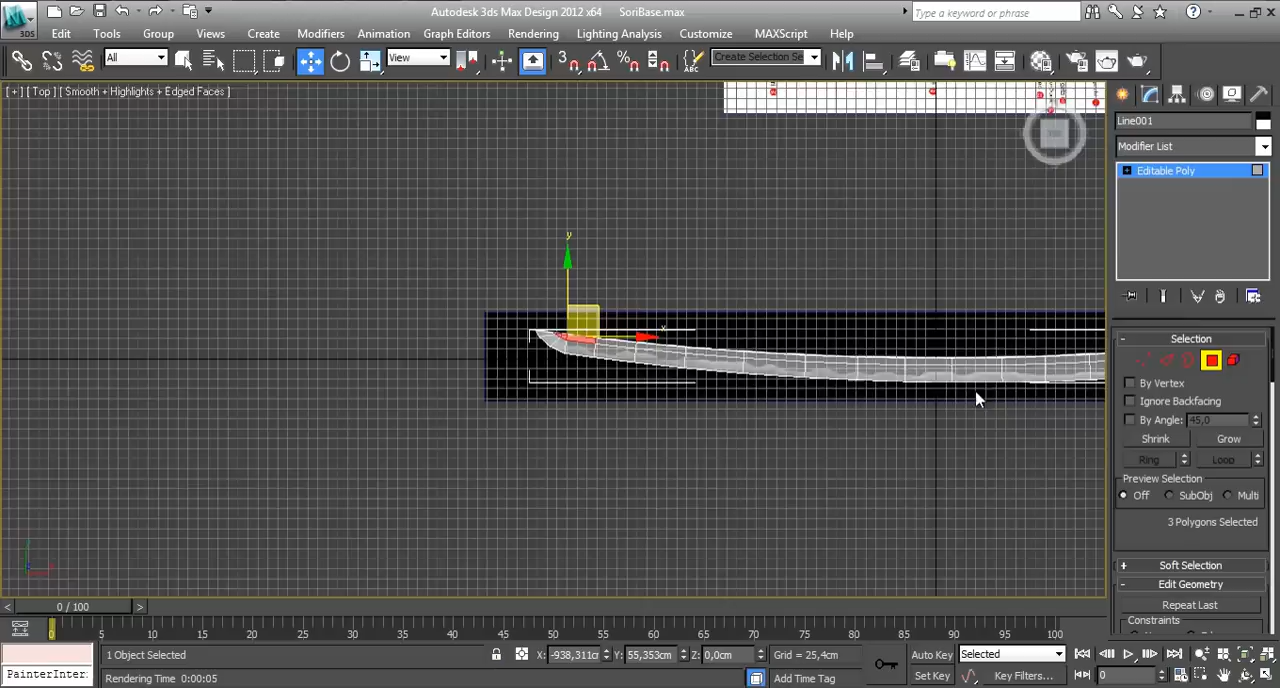 Autodesk 3ds Max Design 2012 x64 SoriBase.max
Type a keyword or phrase
3DS
Edit Tools Group Views Create Modifiers Animation Graph Editors Rendering Lighting Analysis Customize MAXScript Help
All View 3 Create Selection Se
[ + ] [ Top ] [ Smooth + Highlights + Edged Faces ]
Line001
Modifier List
Editable Poly
y
x
Selection
By Vertex
Ignore Backfacing
By Angle: 45,0
Shrink Grow
Ring Loop
Preview Selection
Off SubObj Multi
3 Polygons Selected
Soft Selection
Edit Geometry
Repeat Last
Constraints
< 0 / 100 >
0 5 10 15 20 25 30 35 40 45 50 55 60 65 70 75 80 85 90 95 100
1 Object Selected X: -938,311cm Y: 55,353cm Z: 0,0cm Grid = 25,4cm Auto Key Selected
PainterInter: Rendering Time 0:00:05 Add Time Tag Set Key Key Filters... 0